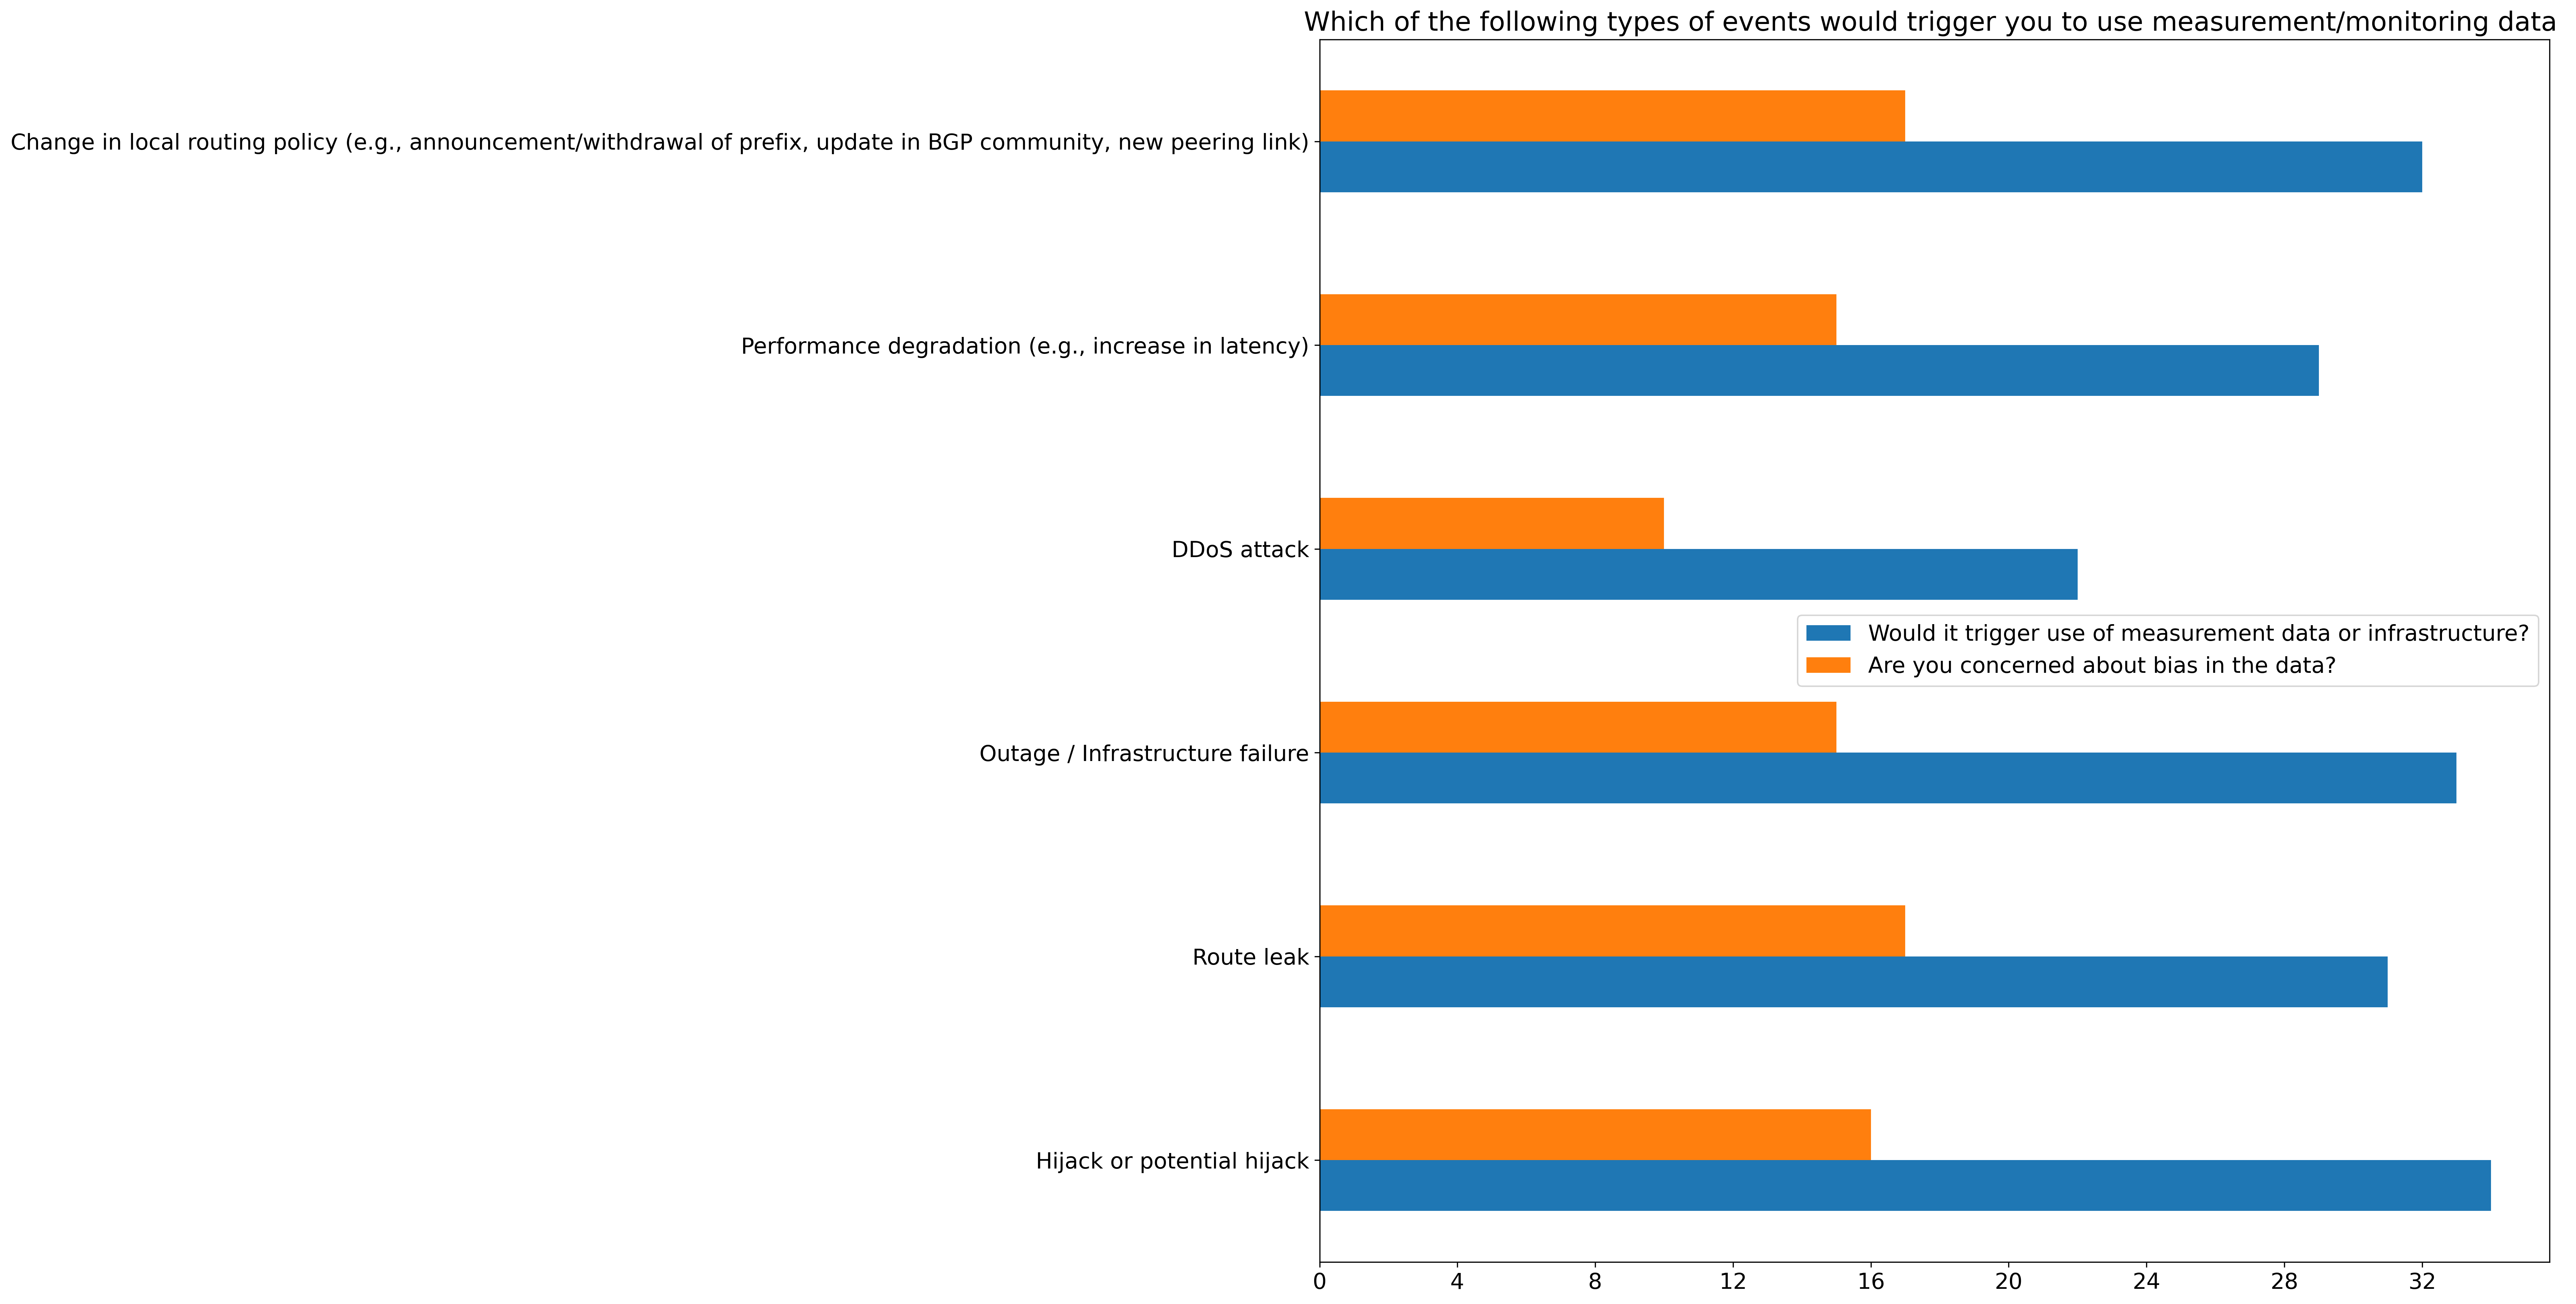 Which of the following types of events would trigger you to use measurement/monitoring data
Change in local routing policy (e.g., announcement/withdrawal of prefix, update in BGP community, new peering link)
Performance degradation (e.g., increase in latency)
DDoS attack
Would it trigger use of measurement data or infrastructure?
Are you concerned about bias in the data?
Outage / Infrastructure failure
Route leak
Hijack or potential hijack
0 4 8 12 16 20 24 28 32